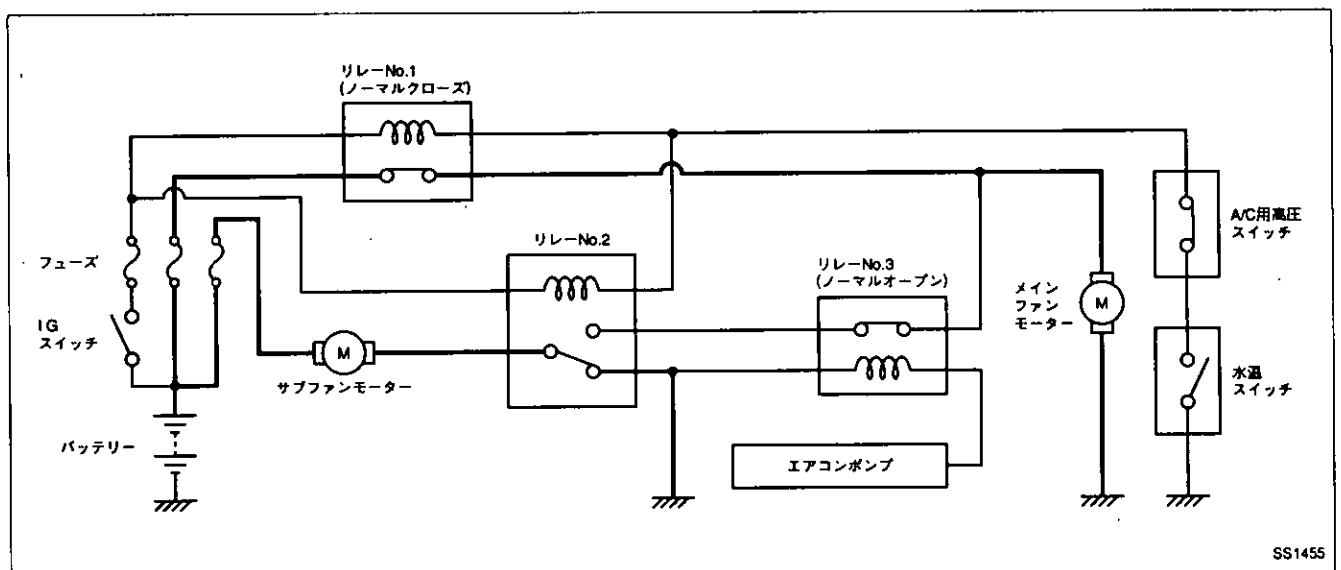 リレーNo.1
(ノーマルクローズ)
リレーNo.2
リレーNo.3
(ノーマルオープン)
A/C用高圧
スイッチ
フューズ
IG
スイッチ
M
サブファンモーター
メイン
ファン
モーター
M
水温
スイッチ
バッテリー
エアコンポンプ
SS1455